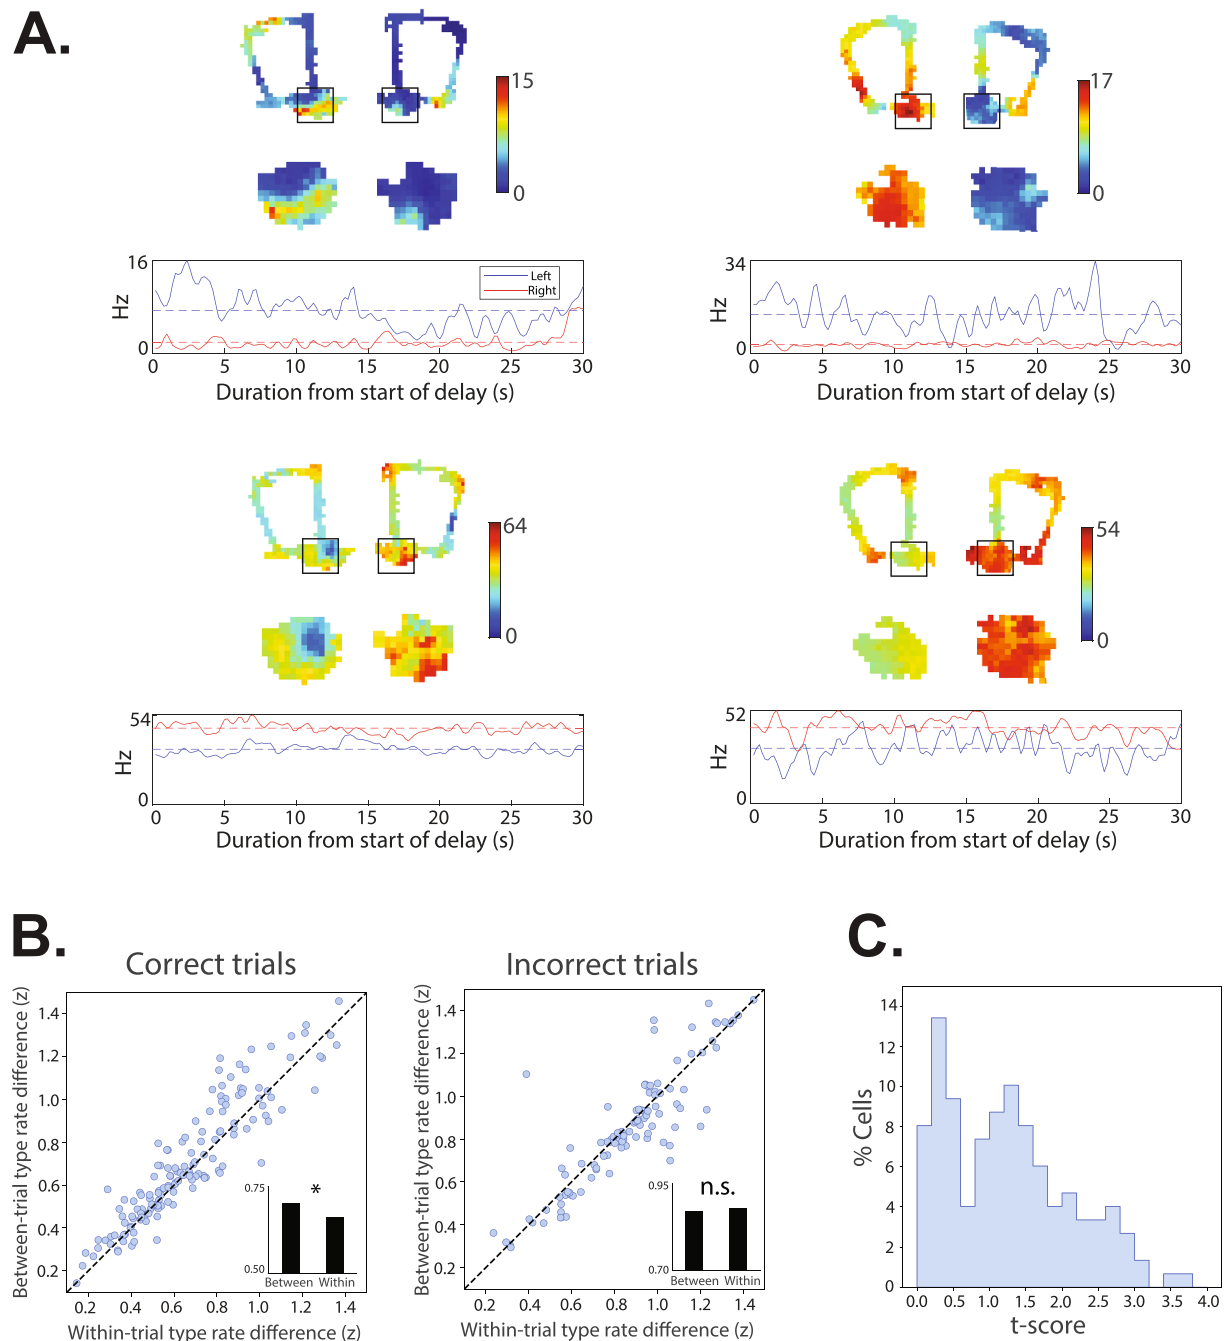 A.
15
0
17
0
16
Hz
0
Left
Right
0 5 10 15 20 25 30
Duration from start of delay (s)
34
Hz
0
0 5 10 15 20 25 30
Duration from start of delay (s)
64
0
54
0
54
Hz
0
0 5 10 15 20 25 30
Duration from start of delay (s)
52
Hz
0
0 5 10 15 20 25 30
Duration from start of delay (s)
B.
Correct trials
Between-trial type rate difference (z)
1.4
1.2
1.0
0.8
0.6
0.4
0.2
0.75
*
0.50
Between Within
0.2 0.4 0.6 0.8 1.0 1.2 1.4
Within-trial type rate difference (z)
Incorrect trials
Between-trial type rate difference (z)
1.4
1.2
1.0
0.8
0.6
0.4
0.2
0.95
n.s.
0.70
Between Within
0.2 0.4 0.6 0.8 1.0 1.2 1.4
Within-trial type rate difference (z)
C.
% Cells
14
12
10
8
6
4
2
0
0.0 0.5 1.0 1.5 2.0 2.5 3.0 3.5 4.0
t-score